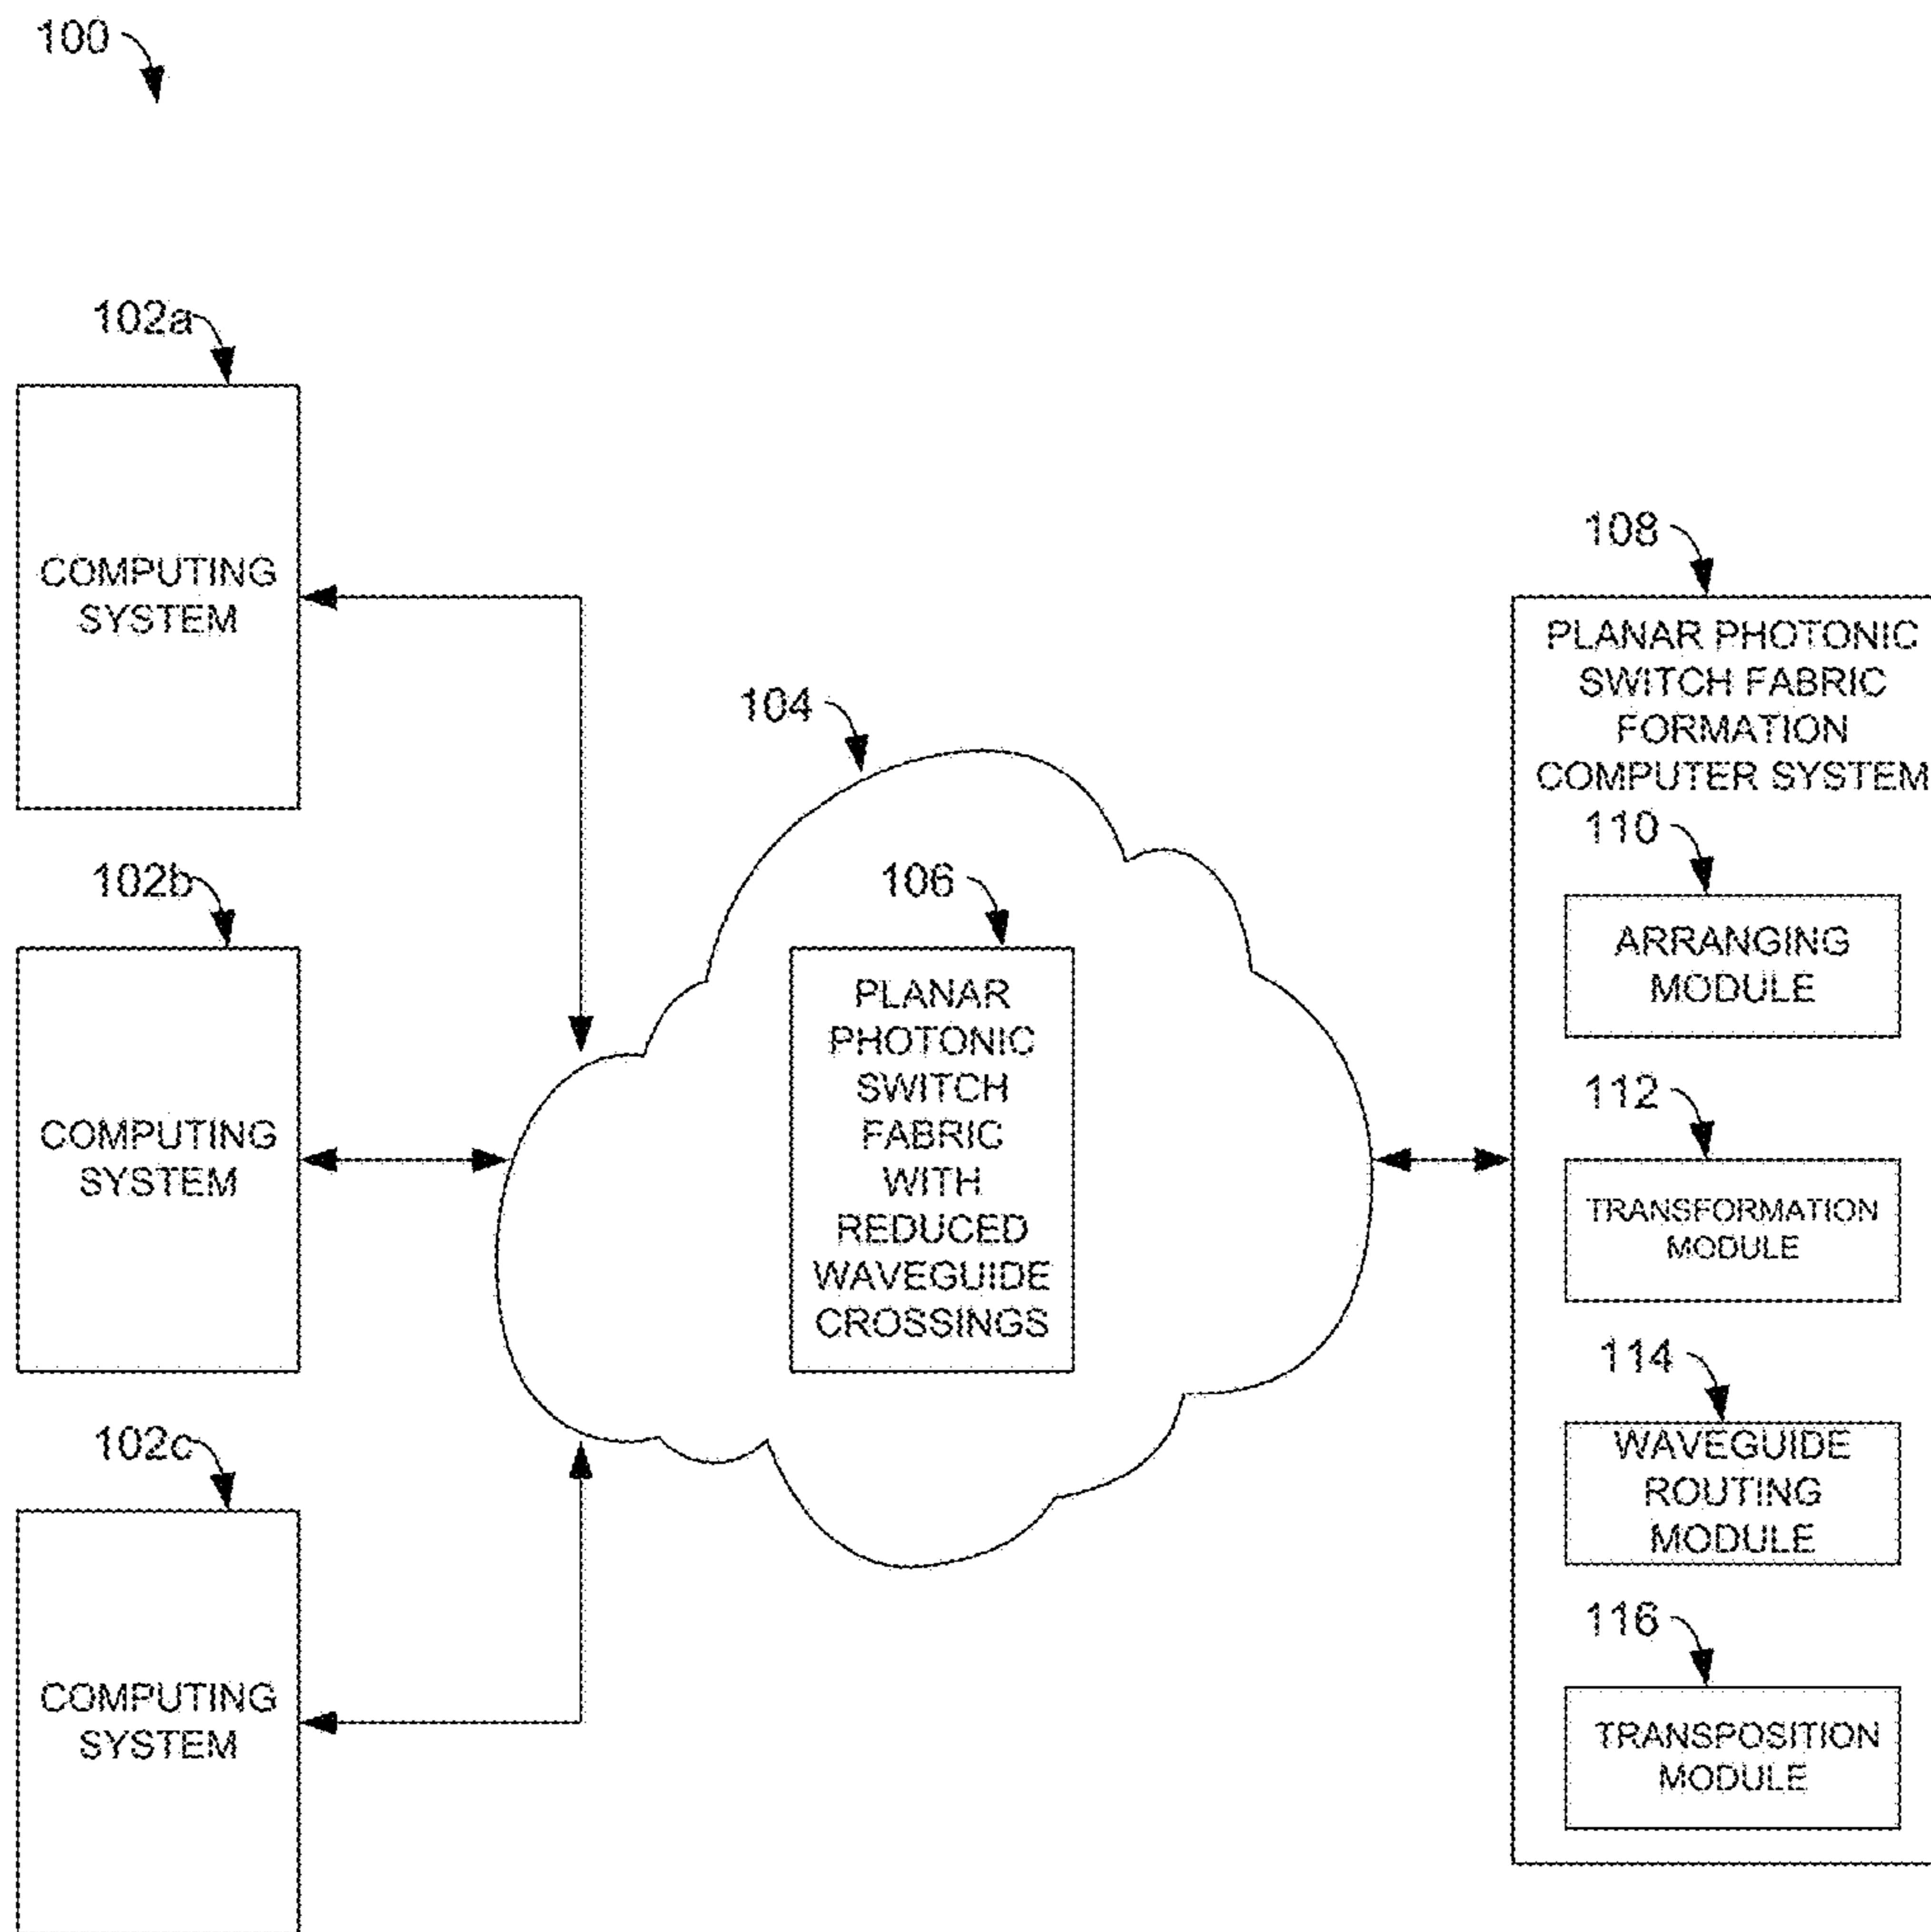 100
102a
COMPUTING
SYSTEM
102b
COMPUTING
SYSTEM
102c
COMPUTING
SYSTEM
104
106
PLANAR
PHOTONIC
SWITCH
FABRIC
WITH
REDUCED
WAVEGUIDE
CROSSINGS
108
PLANAR PHOTONIC
SWITCH FABRIC
FORMATION
COMPUTER SYSTEM
110
ARRANGING
MODULE
112
TRANSFORMATION
MODULE
114
WAVEGUIDE
ROUTING
MODULE
116
TRANSPOSITION
MODULE